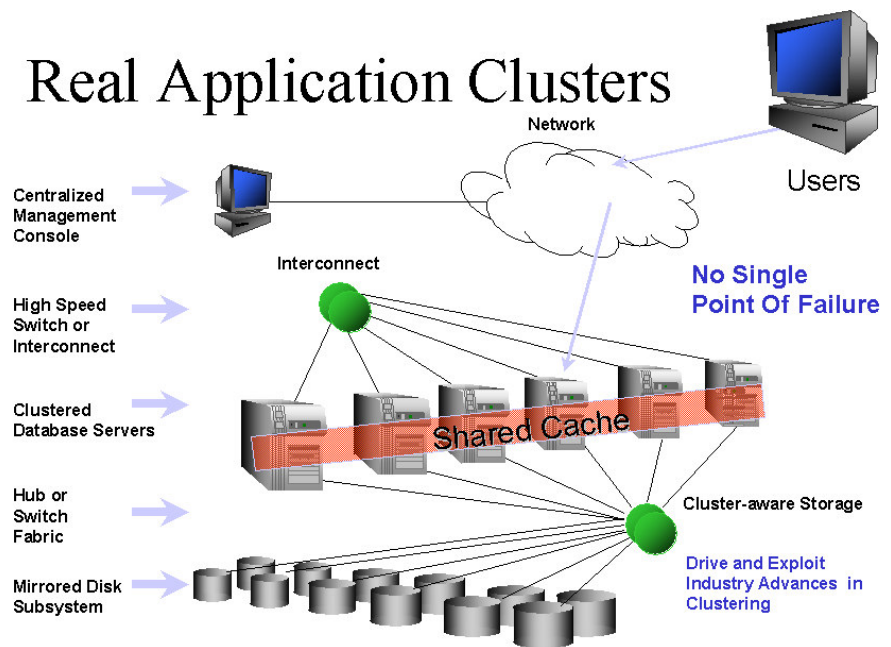 Real Application Clusters
Network
Users
Centralized
Management
Console
Interconnect
No Single
Point Of Failure
High Speed
Switch or
Interconnect
Clustered
Database Servers
Shared Cache
Hub or
Switch
Fabric
Cluster-aware Storage
Drive and Exploit
Industry Advances in
Clustering
Mirrored Disk
Subsystem